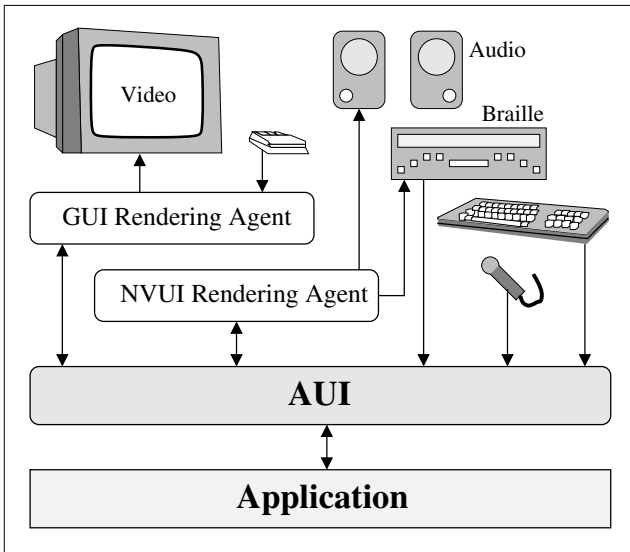 Audio
Video
Braille
GUI Rendering Agent
NVUI Rendering Agent
AUI
Application